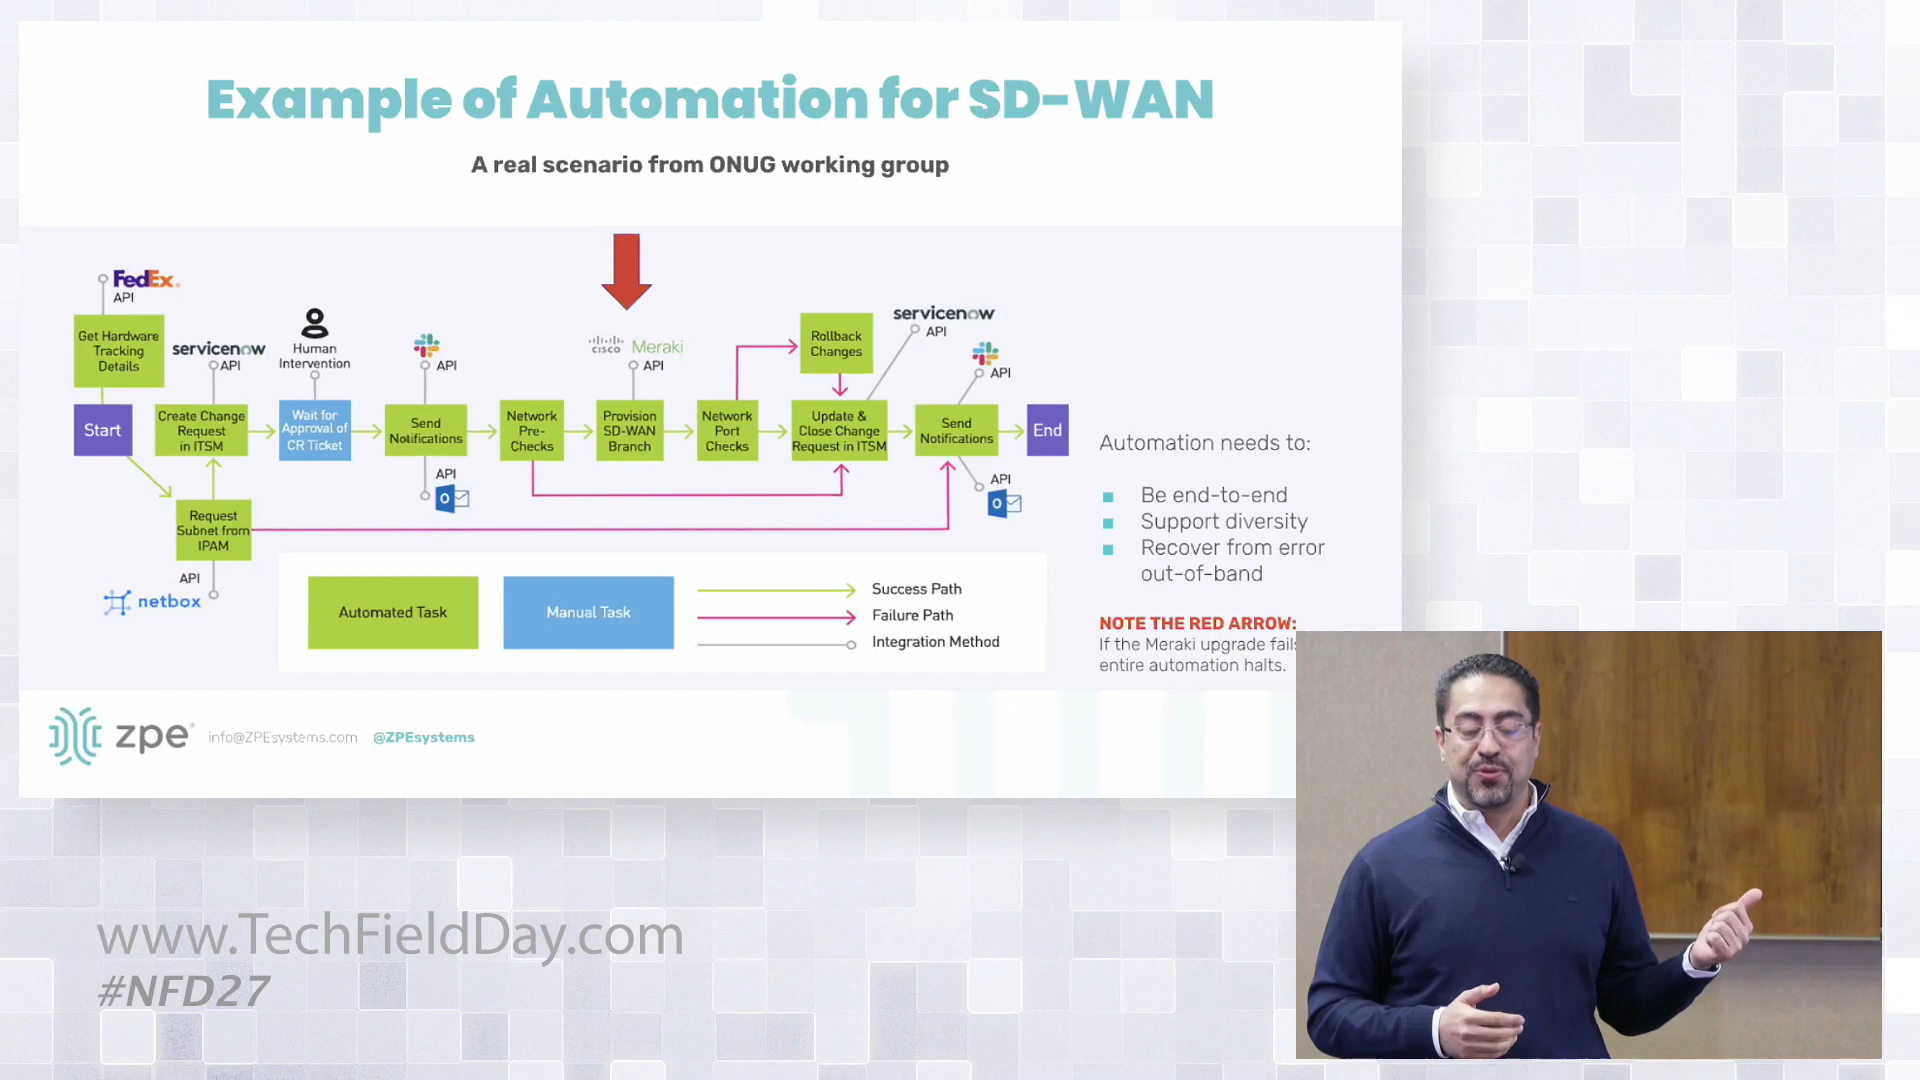 Example of Automation for SD-WAN
A real scenario from ONUG working group
FedEx
API
Get Hardware
Tracking
Details
servicenow
API
Human
Intervention
API
CISCO Meraki
API
Rollback
Changes
servicenow
API
API
Start
Create Change
Request
in ITSM
Wait for
Approval of
CR Ticket
Send
Notifications
Network
Pre-
Checks
Provision
SD-WAN
Branch
Network
Port
Checks
Update &
Close Change
Request in ITSM
Send
Notifications
End
API
API
Request
Subnet from
IPAM
API
netbox
Automated Task
Manual Task
Success Path
Failure Path
Integration Method
Automation needs to:
Be end-to-end
Support diversity
Recover from error
out-of-band
NOTE THE RED ARROW:
If the Meraki upgrade fails
entire automation halts.
zpe
info@ZPEsystems.com @ZPEsystems
www.TechFieldDay.com
#NFD27